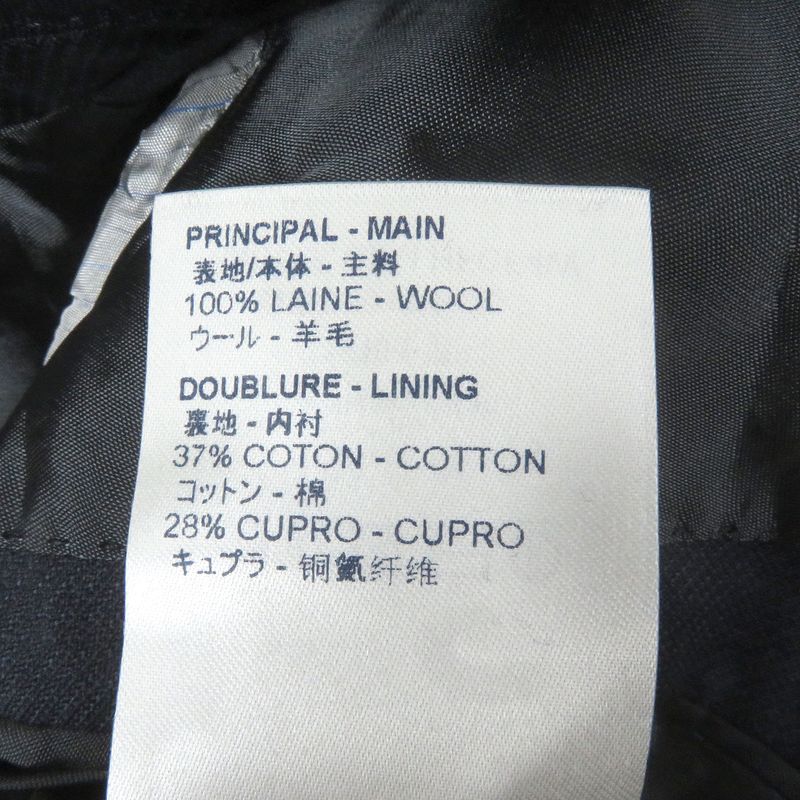 PRINCIPAL - MAIN
表地/本体 - 主料
100% LAINE - WOOL
ウール - 羊毛
DOUBLURE - LINING
裏地 - 内衬
37% COTON - COTTON
コットン - 棉
28% CUPRO - CUPRO
キュプラ - 铜氨纤维